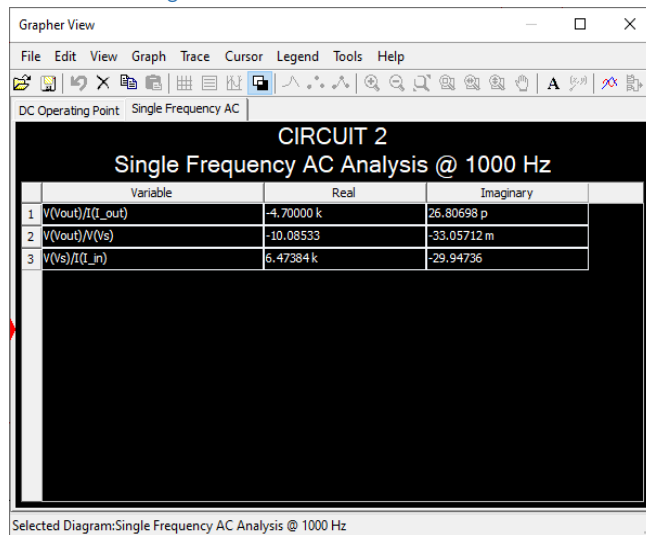 Grapher View
File Edit View Graph Trace Cursor Legend Tools Help
A
DC Operating Point Single Frequency AC
CIRCUIT 2
Single Frequency AC Analysis @ 1000 Hz
Variable Real Imaginary
1 V(Vout)/I(I_out) -4.70000 k 26.80698 p
2 V(Vout)/V(Vs) -10.08533 -33.05712 m
3 V(Vs)/I(I_in) 6.47384 k -29.94736
Selected Diagram:Single Frequency AC Analysis @ 1000 Hz